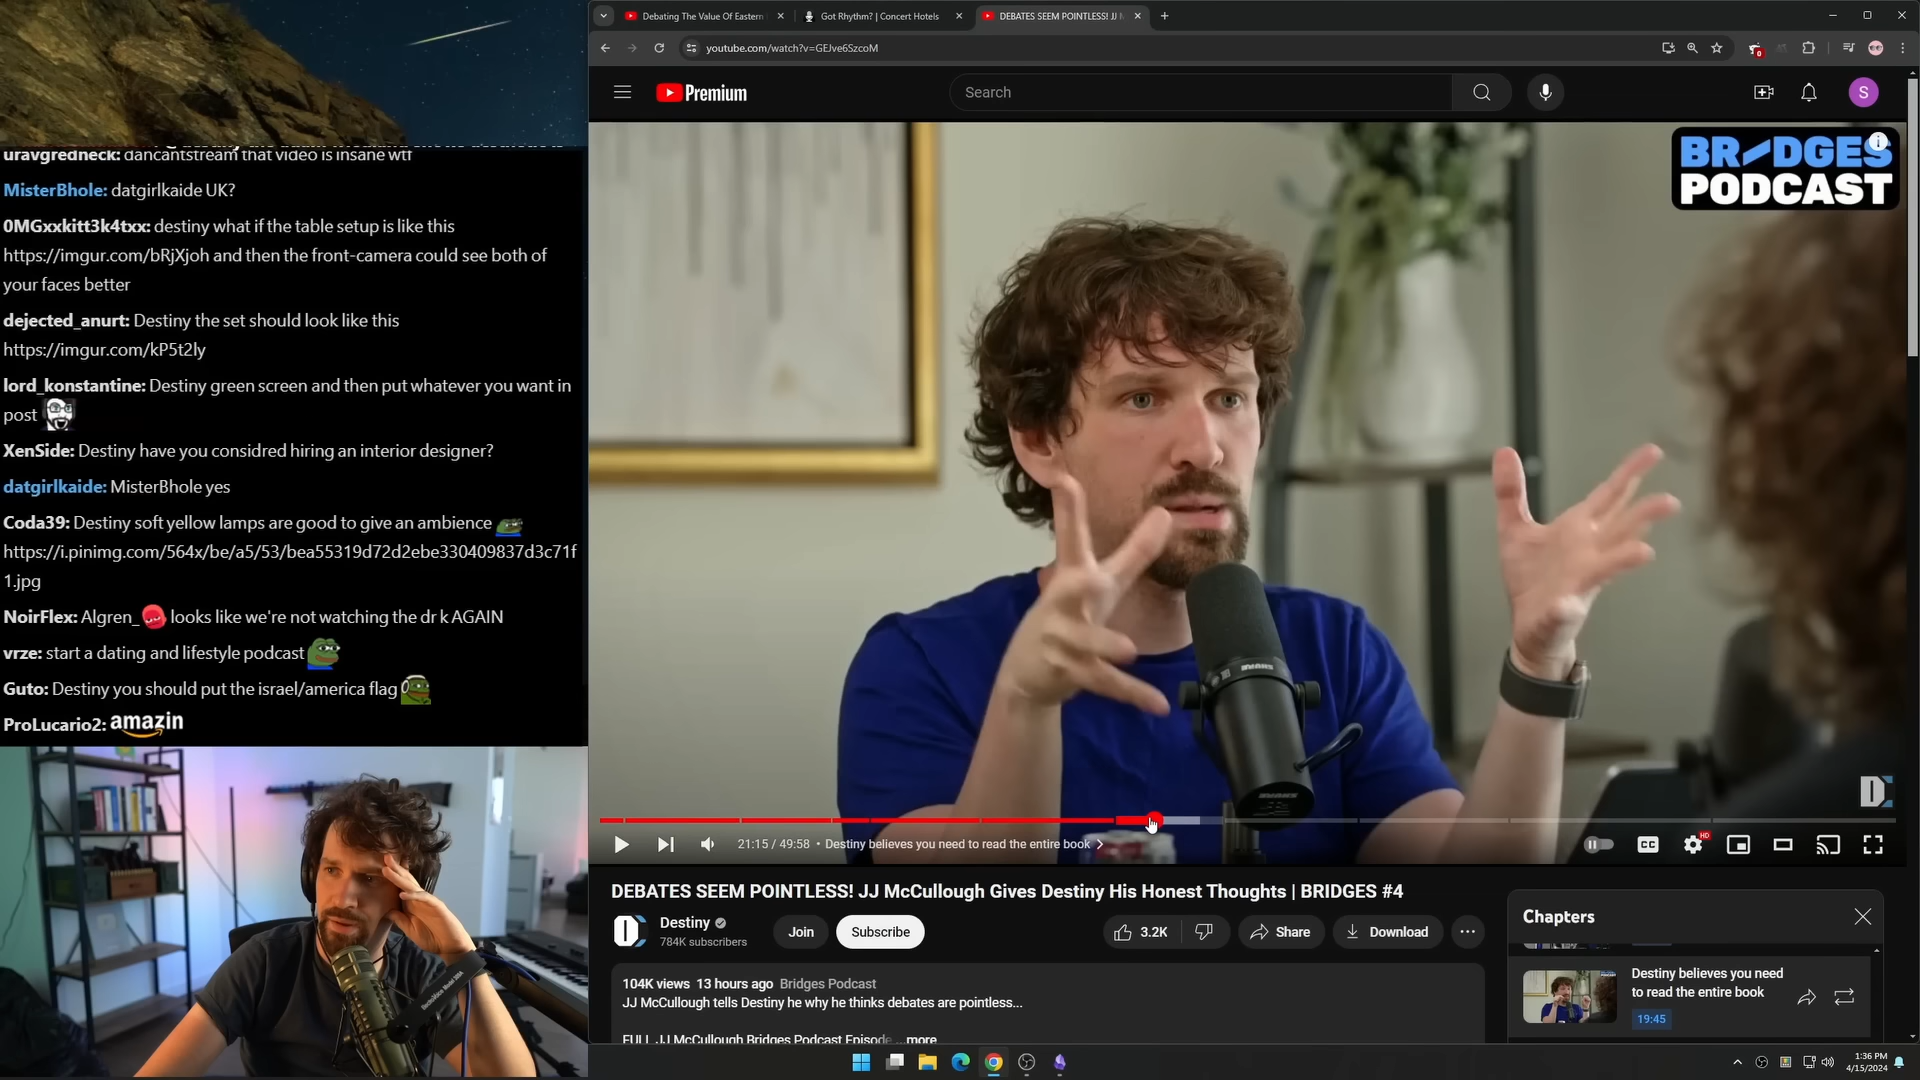 Debating The Value Of Eastern
Got Rhythm? | Concert Hotels
DEBATES SEEM POINTLESS! JJ
youtube.com/watch?v=GEJve6SzcoM
0
Premium
Search
S
uravgredneck: dancantstream that video is insane wtf
MisterBhole: datgirlkaide UK?
0MGxxkitt3k4txx: destiny what if the table setup is like this
https://imgur.com/bRjXjoh and then the front-camera could see both of
your faces better
dejected_anurt: Destiny the set should look like this
https://imgur.com/kP5t2ly
lord_konstantine: Destiny green screen and then put whatever you want in
post
XenSide: Destiny have you considred hiring an interior designer?
datgirlkaide: MisterBhole yes
Coda39: Destiny soft yellow lamps are good to give an ambience
https://i.pinimg.com/564x/be/a5/53/bea55319d72d2ebe330409837d3c71f
1.jpg
NoirFlex: Algren_ looks like we're not watching the dr k AGAIN
vrze: start a dating and lifestyle podcast
Guto: Destiny you should put the israel/america flag
ProLucario2: amazin
BRIDGES
PODCAST
21:15 / 49:58 • Destiny believes you need to read the entire book
CC
HD
DEBATES SEEM POINTLESS! JJ McCullough Gives Destiny His Honest Thoughts | BRIDGES #4
Destiny
784K subscribers
Join
Subscribe
3.2K
Share
Download
104K views 13 hours ago Bridges Podcast
JJ McCullough tells Destiny he why he thinks debates are pointless...
FULL JJ McCullough Bridges Podcast Episode ...more
Chapters
Destiny believes you need
to read the entire book
19:45
1:36 PM
4/15/2024